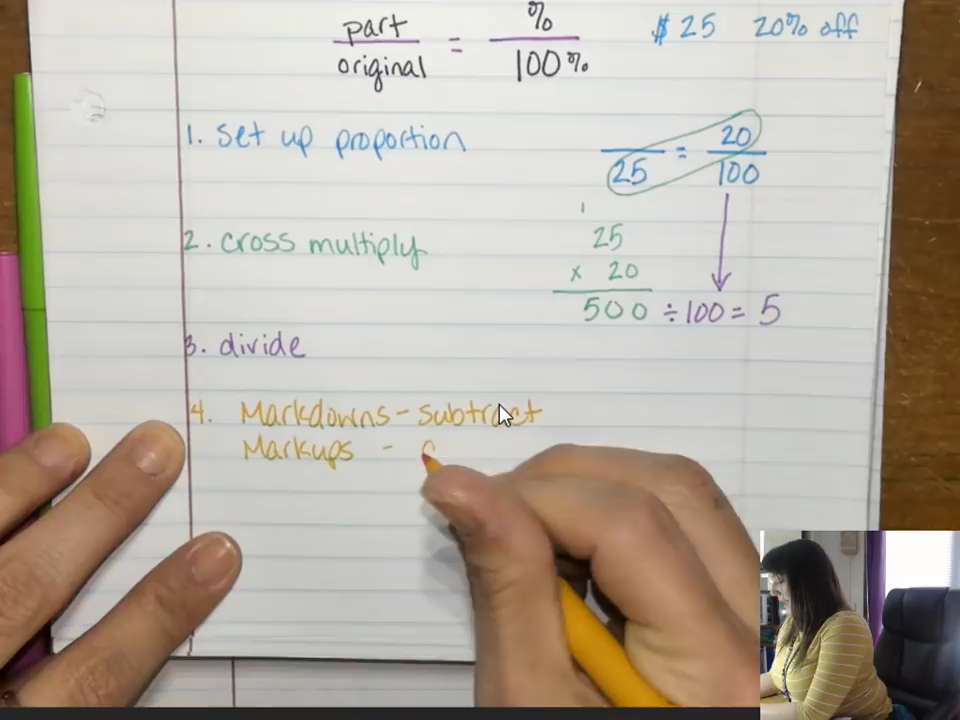 part / original = % / 100%
$25 20% off
1. set up proportion
/ 25 = 20 / 100
2. cross multiply
1
25
x 20
500 ÷ 100 = 5
3. divide
4. Markdowns - subtract
Markups -